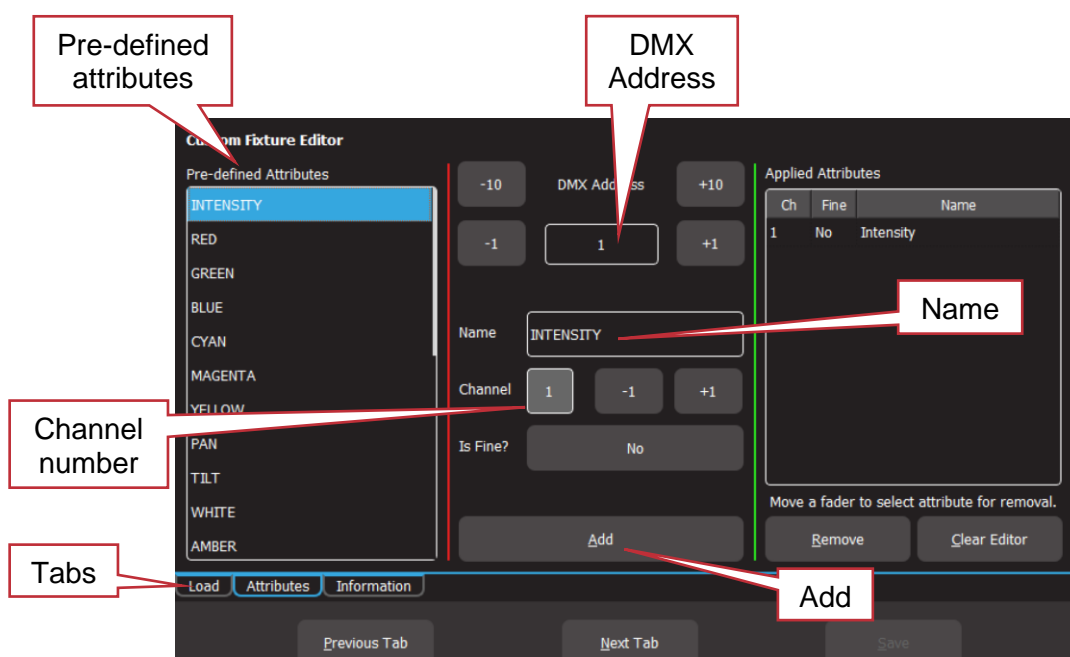 Pre-defined
attributes
DMX
Address
Custom Fixture Editor
Pre-defined Attributes
INTENSITY
RED
GREEN
BLUE
CYAN
MAGENTA
YELLOW
PAN
TILT
WHITE
AMBER
-10 DMX Address +10
-1 1 +1
Name INTENSITY
Channel 1 -1 +1
Is Fine? No
Add
Applied Attributes
Ch Fine Name
1 No Intensity
Name
Move a fader to select attribute for removal.
Remove Clear Editor
Channel
number
Tabs
Load Attributes Information
Add
Previous Tab Next Tab Save